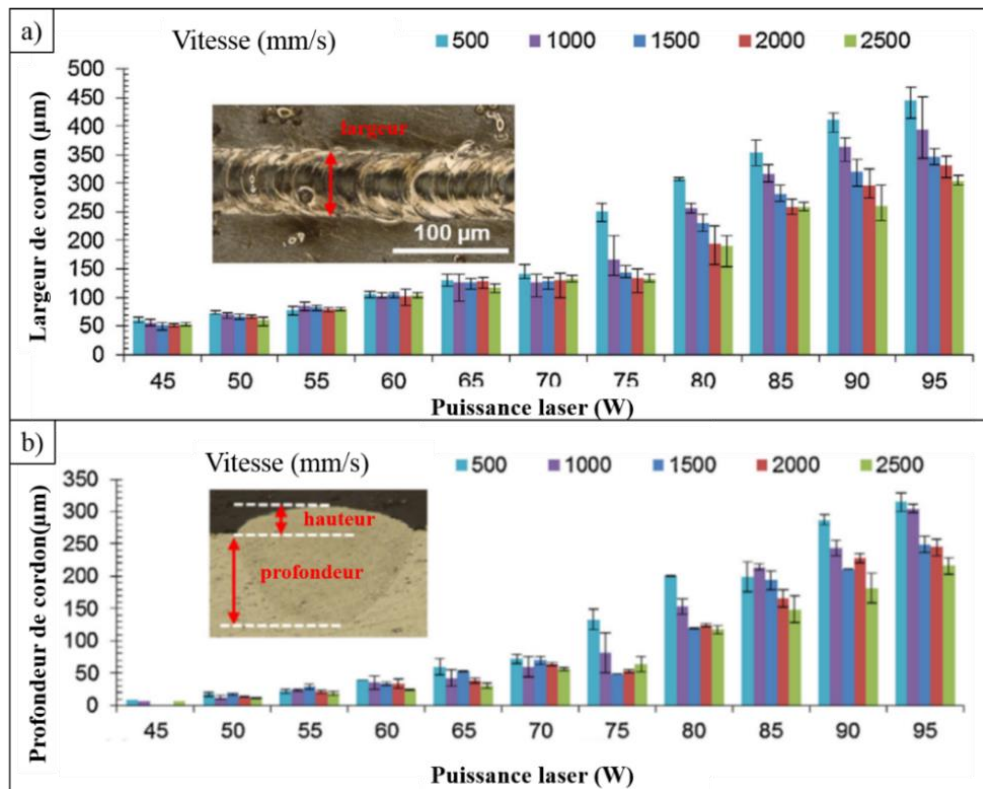 a)
Vitesse (mm/s)
500 1000 1500 2000 2500
Largeur de cordon (µm)
500
450
400
350
300
250
200
150
100
50
0
largeur
100 µm
45 50 55 60 65 70 75 80 85 90 95
Puissance laser (W)
b)
Vitesse (mm/s)
500 1000 1500 2000 2500
Profondeur de cordon(µm)
350
300
250
200
150
100
50
0
hauteur
profondeur
45 50 55 60 65 70 75 80 85 90 95
Puissance laser (W)